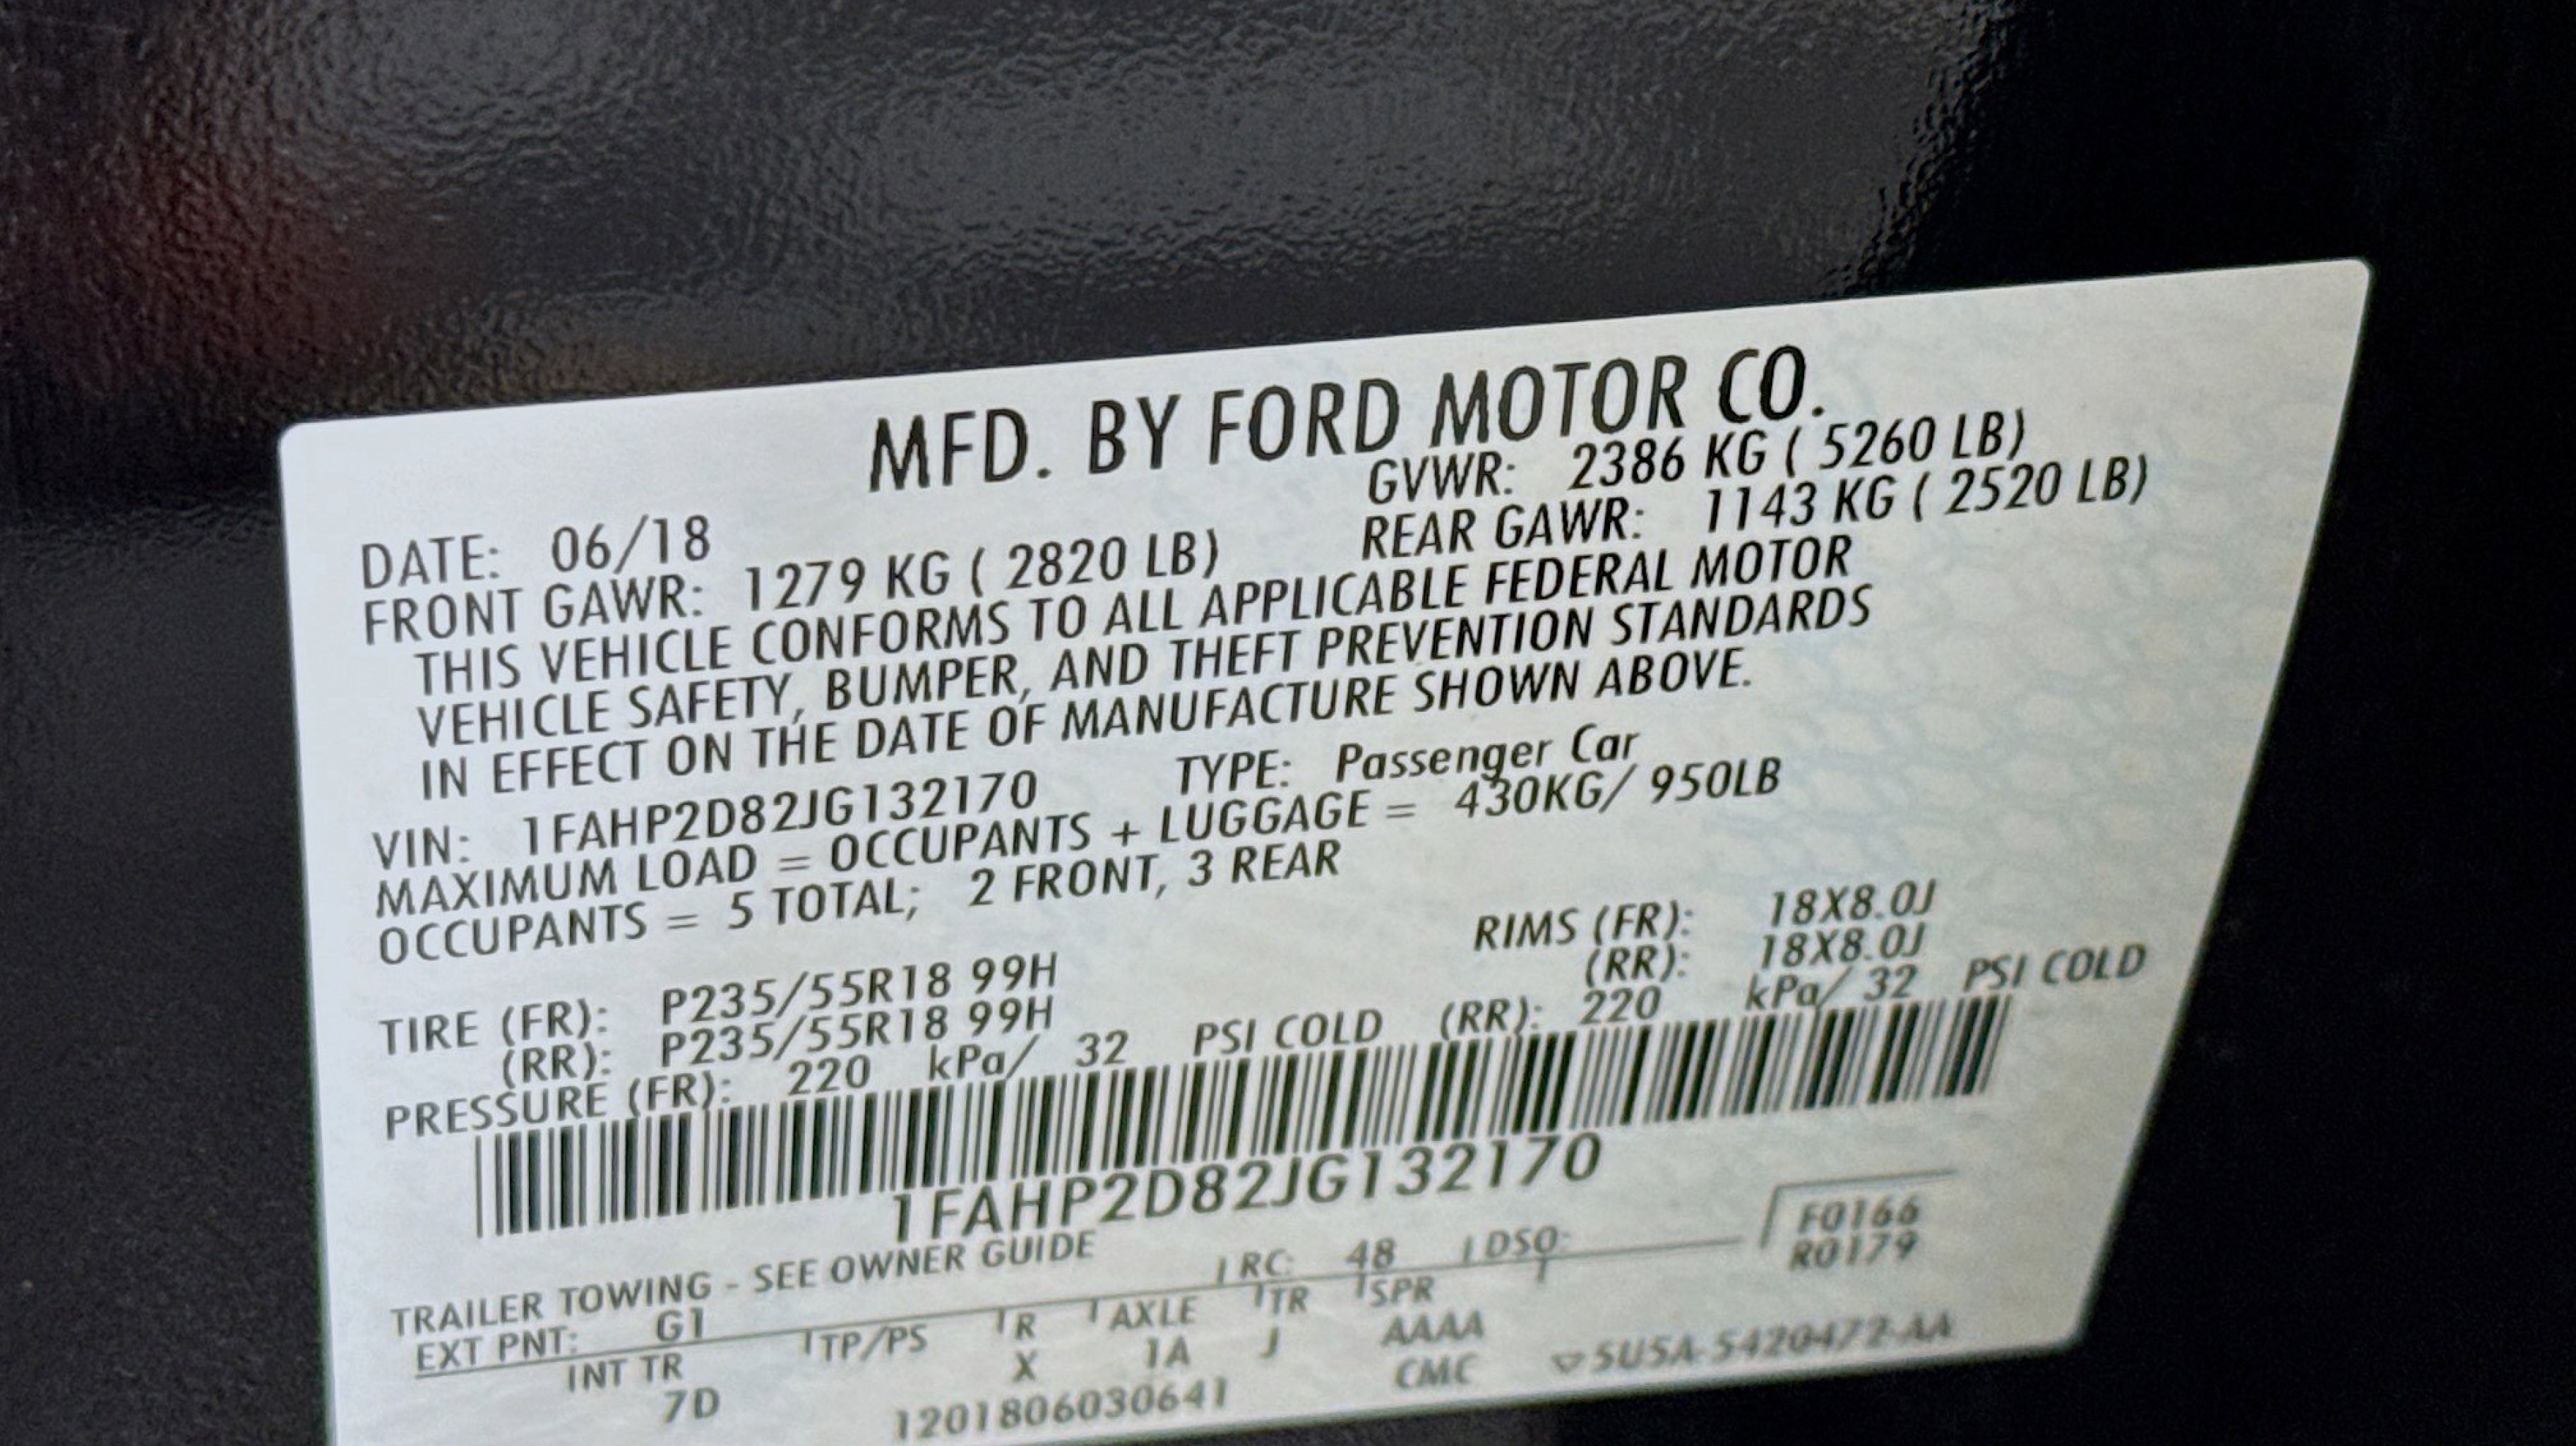 MFD. BY FORD MOTOR CO.
DATE: 06/18 GVWR: 2386 KG ( 5260 LB)
FRONT GAWR: 1279 KG ( 2820 LB) REAR GAWR: 1143 KG ( 2520 LB)
THIS VEHICLE CONFORMS TO ALL APPLICABLE FEDERAL MOTOR
VEHICLE SAFETY, BUMPER, AND THEFT PREVENTION STANDARDS
IN EFFECT ON THE DATE OF MANUFACTURE SHOWN ABOVE.
VIN: 1FAHP2D82JG132170 TYPE: Passenger Car
MAXIMUM LOAD = OCCUPANTS + LUGGAGE = 430KG/ 950LB
OCCUPANTS = 5 TOTAL; 2 FRONT, 3 REAR
TIRE (FR): P235/55R18 99H RIMS (FR): 18X8.0J
(RR): P235/55R18 99H (RR): 18X8.0J
PRESSURE (FR): 220 kPa/ 32 PSI COLD (RR): 220 kPa/ 32 PSI COLD
1FAHP2D82JG132170
TRAILER TOWING - SEE OWNER GUIDE
EXT PNT: G1 RC: 48 DSO: F0166
R0179
INT TR TP/PS R AXLE TR SPR
7D X 1A J AAAA
CMC
1201806030641 ▽5U5A-5420472-AA